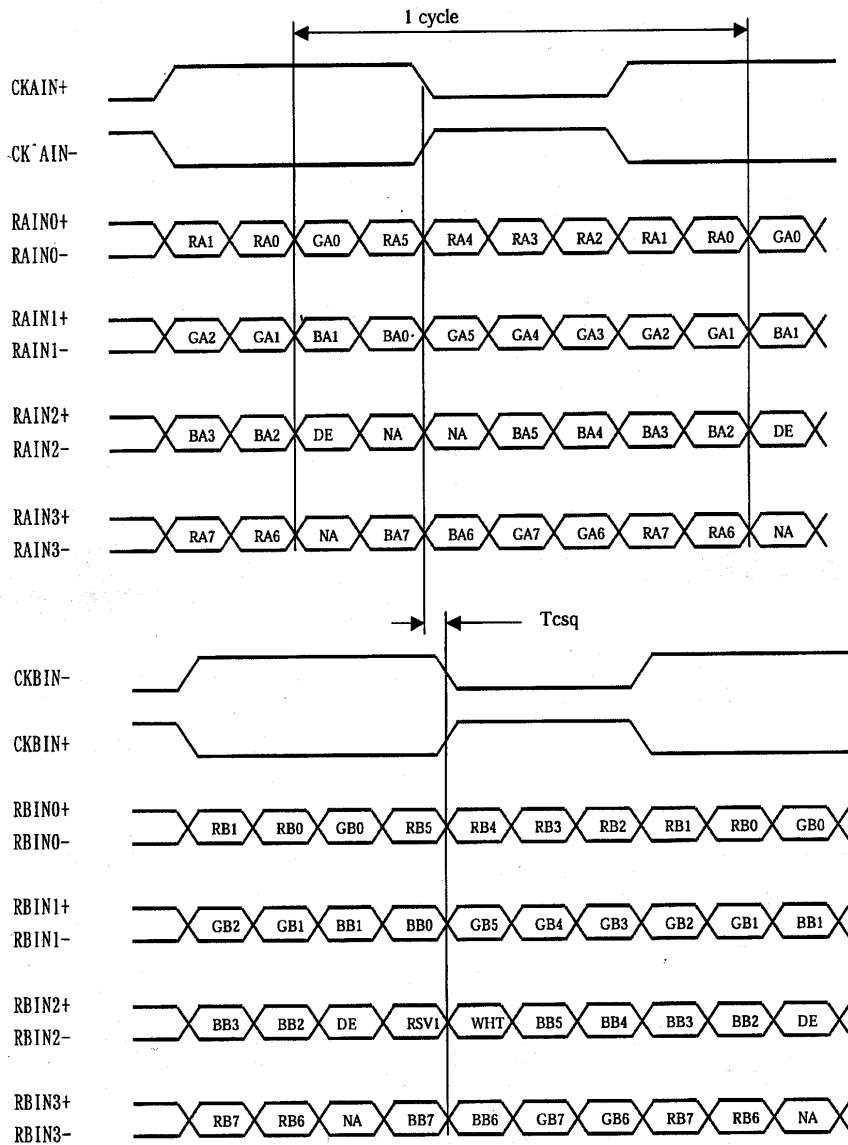 1 cycle
CKAIN+
CK^AIN-
RAIN0+
RA1 RA0 GA0 RA5 RA4 RA3 RA2 RA1 RA0 GA0
RAIN0-
RAIN1+
GA2 GA1 BA1 BA0 GA5 GA4 GA3 GA2 GA1 BA1
RAIN1-
RAIN2+
BA3 BA2 DE NA NA BA5 BA4 BA3 BA2 DE
RAIN2-
RAIN3+
RA7 RA6 NA BA7 BA6 GA7 GA6 RA7 RA6 NA
RAIN3-
Tcsq
CKBIN-
CKBIN+
RBIN0+
RB1 RB0 GB0 RB5 RB4 RB3 RB2 RB1 RB0 GB0
RBIN0-
RBIN1+
GB2 GB1 BB1 BB0 GB5 GB4 GB3 GB2 GB1 BB1
RBIN1-
RBIN2+
BB3 BB2 DE RSV1 WHT BB5 BB4 BB3 BB2 DE
RBIN2-
RBIN3+
RB7 RB6 NA BB7 BB6 GB7 GB6 RB7 RB6 NA
RBIN3-